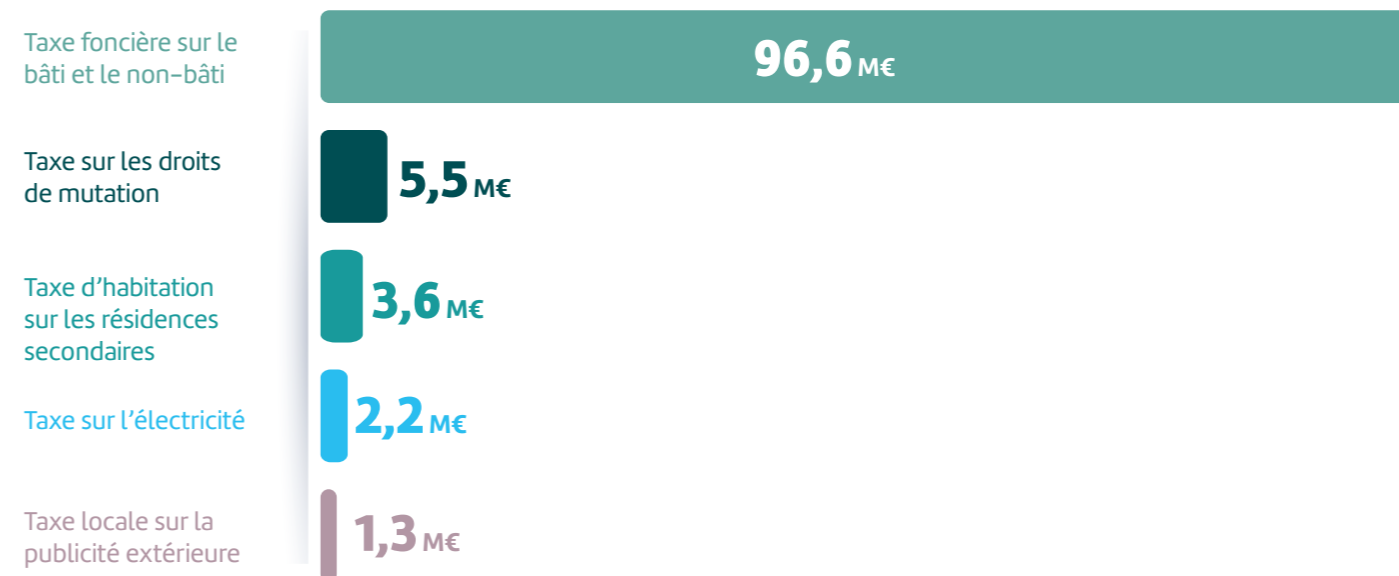 Taxe foncière sur le
bâti et le non-bâti
96,6 M€
Taxe sur les droits
de mutation
5,5 M€
Taxe d'habitation
sur les résidences
secondaires
3,6 M€
Taxe sur l'électricité
2,2 M€
Taxe locale sur la
publicité extérieure
1,3 M€